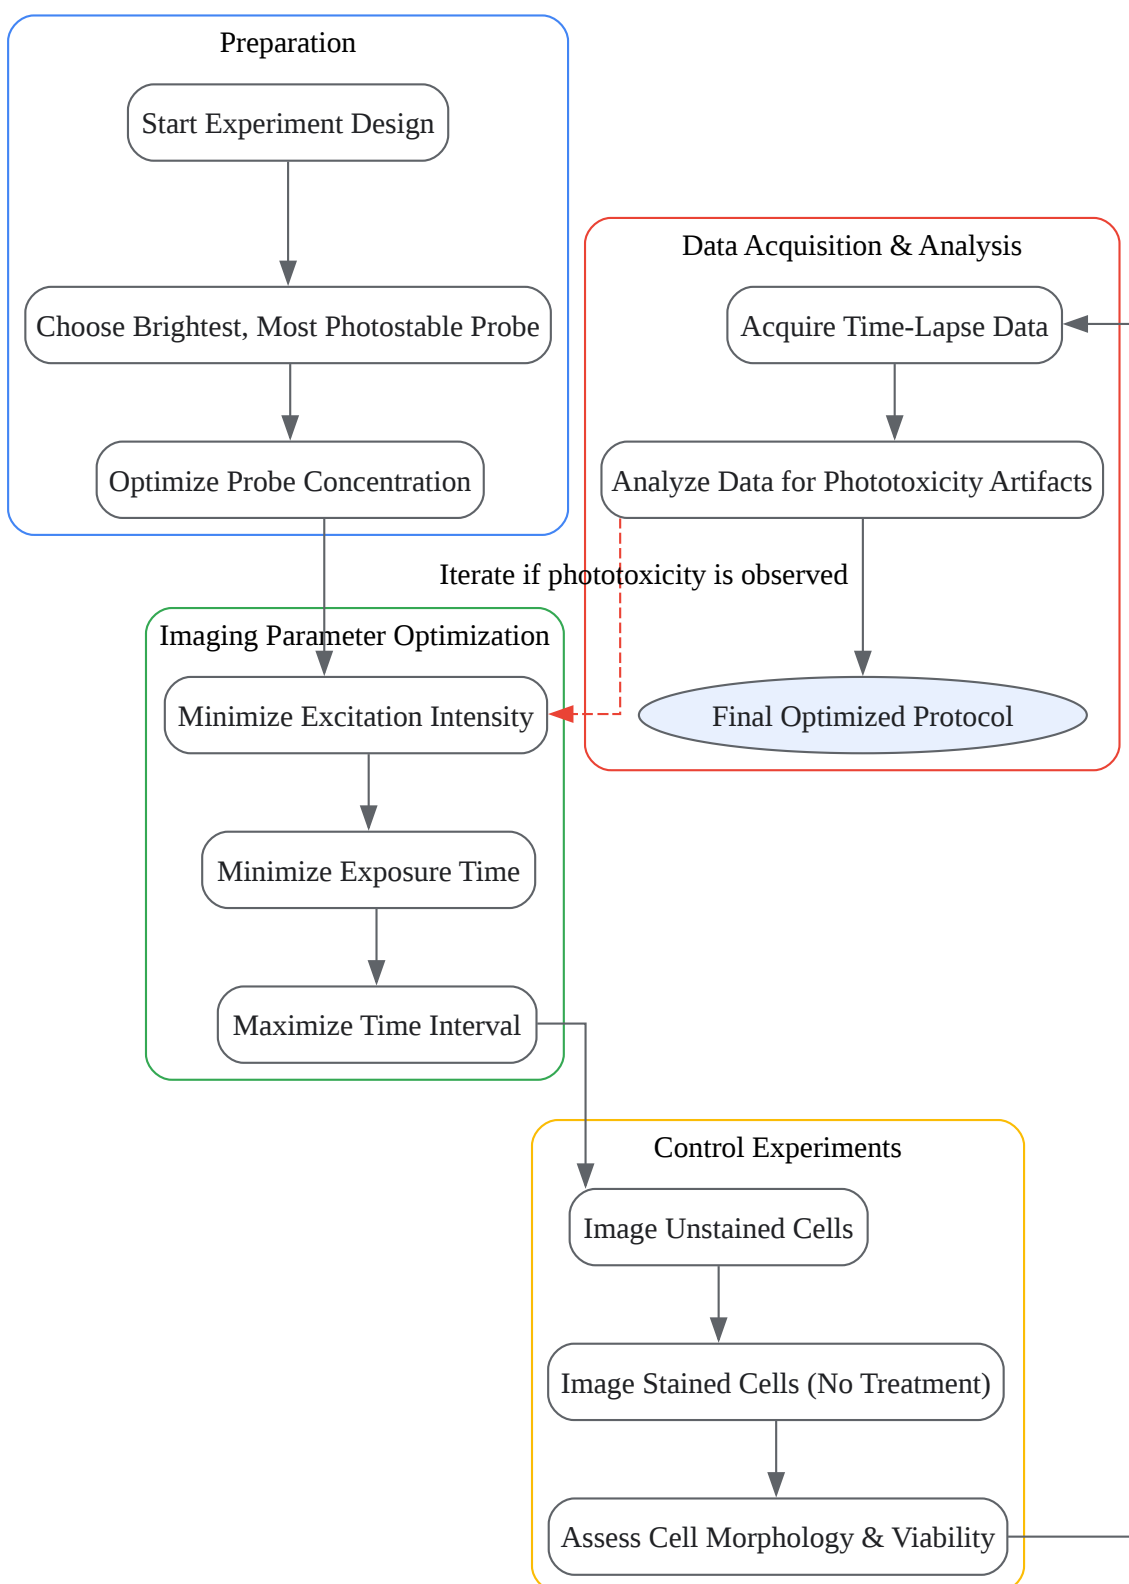 Preparation
Start Experiment Design
Choose Brightest, Most Photostable Probe
Optimize Probe Concentration
Data Acquisition & Analysis
Acquire Time-Lapse Data
Analyze Data for Phototoxicity Artifacts
Iterate if phototoxicity is observed
Final Optimized Protocol
Imaging Parameter Optimization
Minimize Excitation Intensity
Minimize Exposure Time
Maximize Time Interval
Control Experiments
Image Unstained Cells
Image Stained Cells (No Treatment)
Assess Cell Morphology & Viability